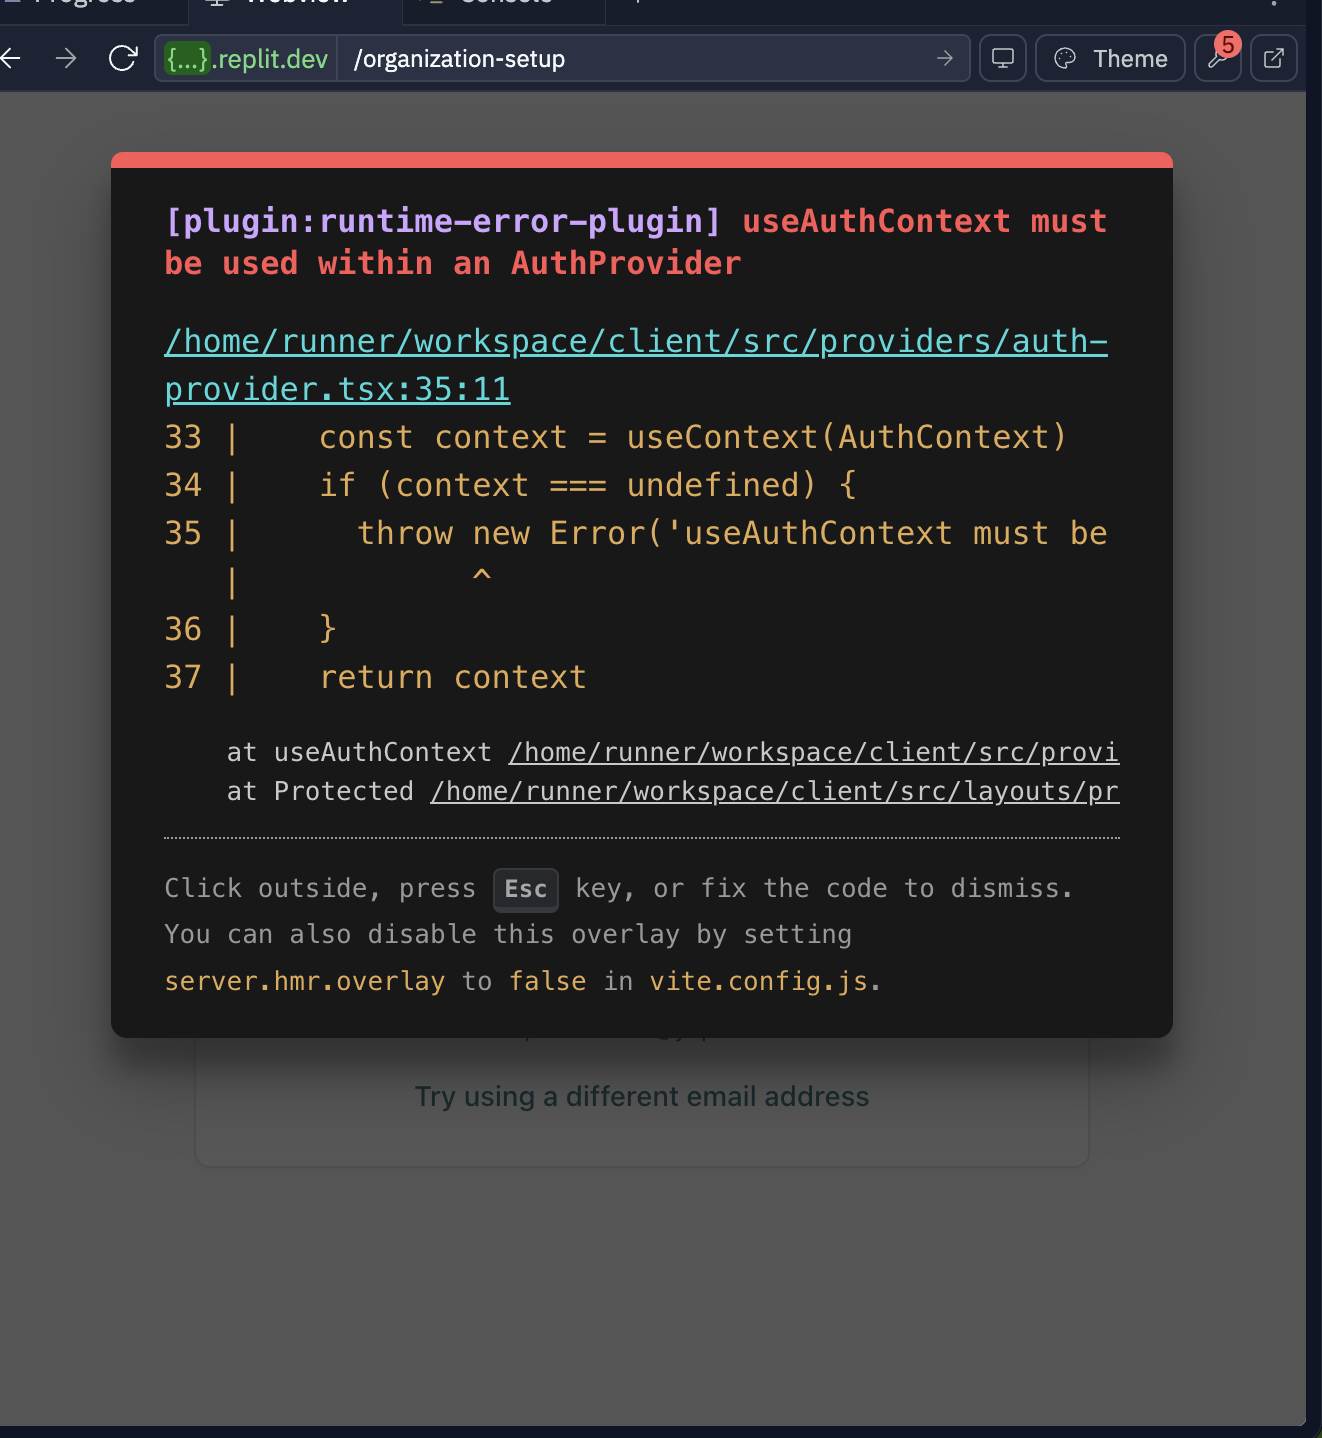 {...}.replit.dev /organization-setup Theme 5
[plugin:runtime-error-plugin] useAuthContext must
be used within an AuthProvider
/home/runner/workspace/client/src/providers/auth-
provider.tsx:35:11
33 |    const context = useContext(AuthContext)
34 |    if (context === undefined) {
35 |      throw new Error('useAuthContext must be
   |            ^
36 |    }
37 |    return context
at useAuthContext /home/runner/workspace/client/src/provi
at Protected /home/runner/workspace/client/src/layouts/pr
Click outside, press Esc key, or fix the code to dismiss.
You can also disable this overlay by setting
server.hmr.overlay to false in vite.config.js.
Try using a different email address